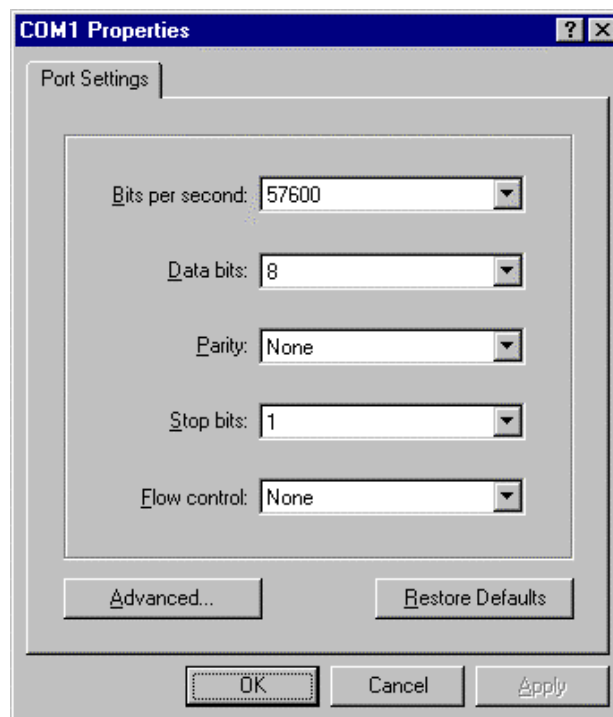 COM1 Properties
Port Settings
Bits per second: 57600
Data bits: 8
Parity: None
Stop bits: 1
Flow control: None
Advanced... Restore Defaults
OK Cancel Apply